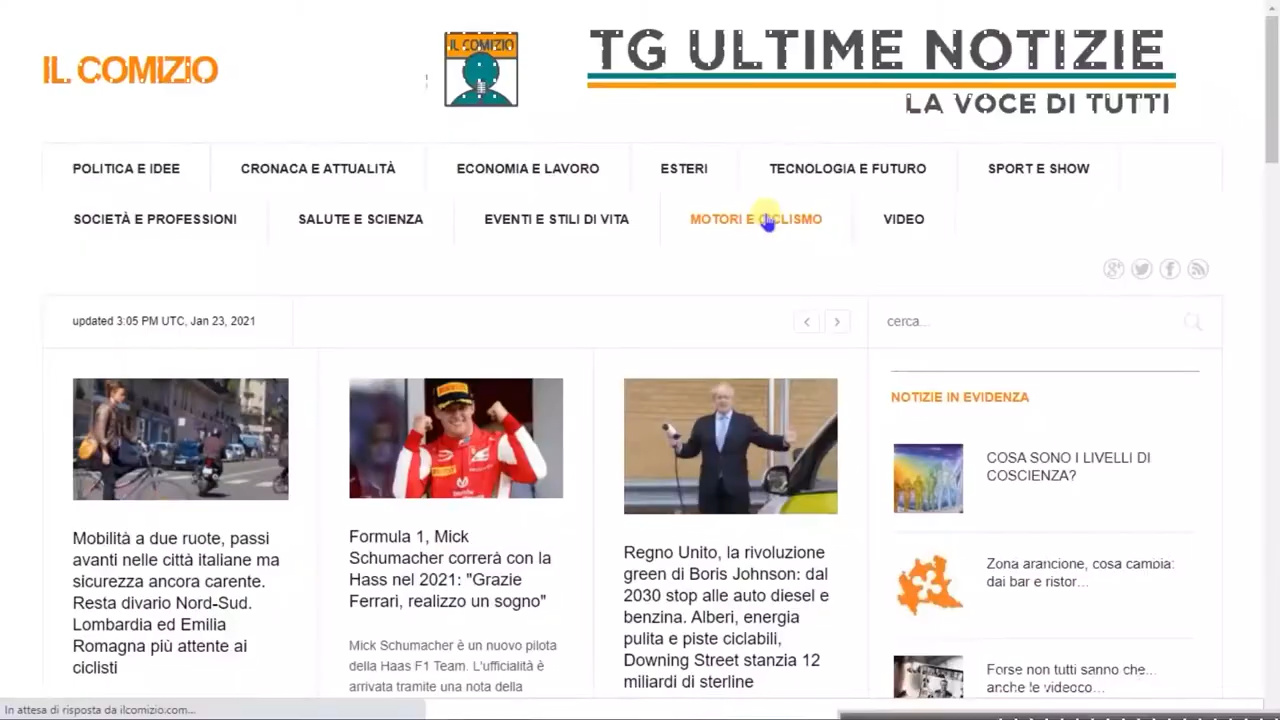 IL COMIZIO
IL COMIZIO
TG ULTIME NOTIZIE
LA VOCE DI TUTTI
POLITICA E IDEE
CRONACA E ATTUALITÀ
ECONOMIA E LAVORO
ESTERI
TECNOLOGIA E FUTURO
SPORT E SHOW
SOCIETÀ E PROFESSIONI
SALUTE E SCIENZA
EVENTI E STILI DI VITA
MOTORI E CICLISMO
VIDEO
updated 3:05 PM UTC, Jan 23, 2021
cerca...
Mobilità a due ruote, passi
avanti nelle città italiane ma
sicurezza ancora carente.
Resta divario Nord-Sud.
Lombardia ed Emilia
Romagna più attente ai
ciclisti
Formula 1, Mick
Schumacher correrà con la
Hass nel 2021: "Grazie
Ferrari, realizzo un sogno"
Mick Schumacher è un nuovo pilota
della Haas F1 Team. L'ufficialità è
arrivata tramite una nota della
Regno Unito, la rivoluzione
green di Boris Johnson: dal
2030 stop alle auto diesel e
benzina. Alberi, energia
pulita e piste ciclabili,
Downing Street stanzia 12
miliardi di sterline
NOTIZIE IN EVIDENZA
COSA SONO I LIVELLI DI
COSCIENZA?
Zona arancione, cosa cambia:
dai bar e ristor...
Forse non tutti sanno che...
anche le videoco...
In attesa di risposta da ilcomizio.com...